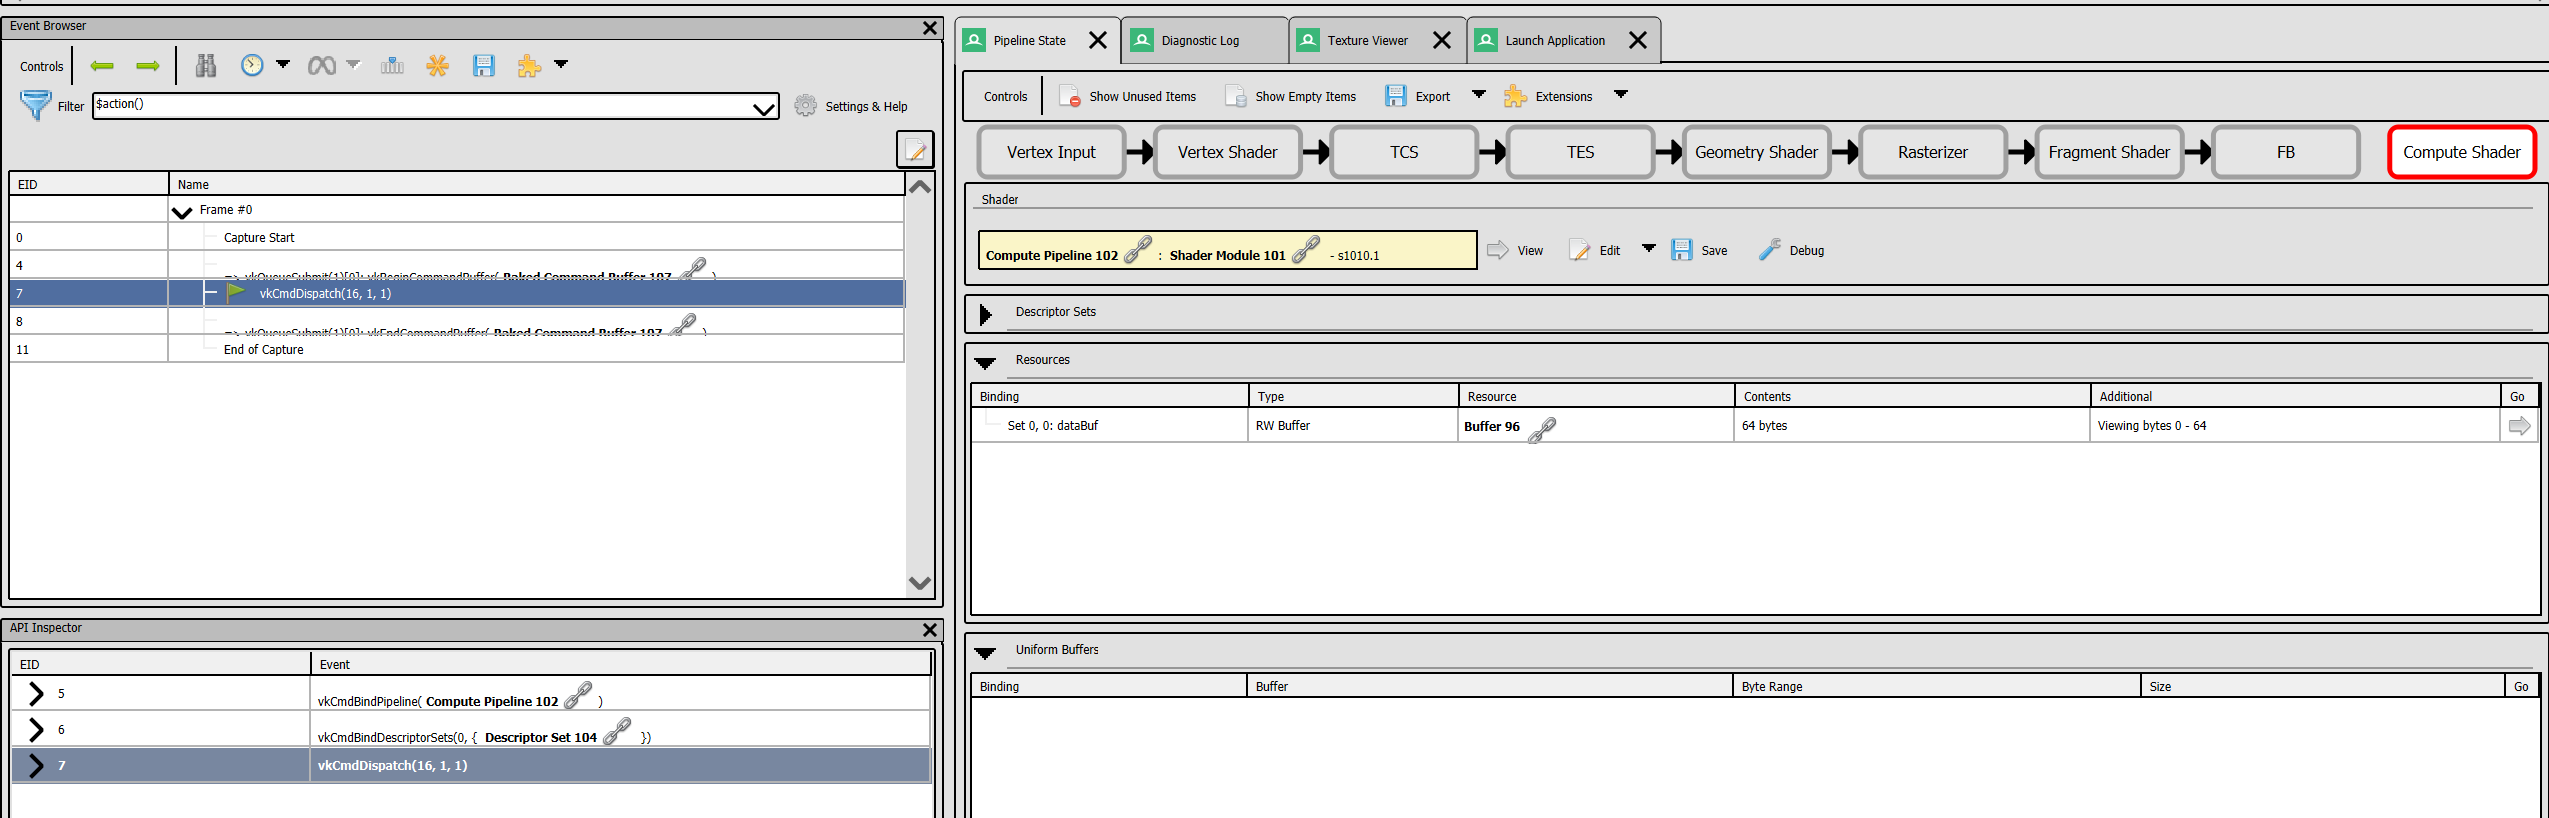 Event Browser
Controls
Filter $action() Settings & Help
EID Name
Frame #0
0 Capture Start
4 => vkQueueSubmit(1)[0]: vkBeginCommandBuffer( Baked Command Buffer 107 )
7 vkCmdDispatch(16, 1, 1)
8 => vkQueueSubmit(1)[0]: vkEndCommandBuffer( Baked Command Buffer 107 )
11 End of Capture
API Inspector
EID Event
5 vkCmdBindPipeline( Compute Pipeline 102 )
6 vkCmdBindDescriptorSets(0, { Descriptor Set 104 })
7 vkCmdDispatch(16, 1, 1)
Pipeline State Diagnostic Log Texture Viewer Launch Application
Controls Show Unused Items Show Empty Items Export Extensions
Vertex Input Vertex Shader TCS TES Geometry Shader Rasterizer Fragment Shader FB Compute Shader
Shader
Compute Pipeline 102 : Shader Module 101 - s1010.1 View Edit Save Debug
Descriptor Sets
Resources
Binding Type Resource Contents Additional Go
Set 0, 0: dataBuf RW Buffer Buffer 96 64 bytes Viewing bytes 0 - 64
Uniform Buffers
Binding Buffer Byte Range Size Go